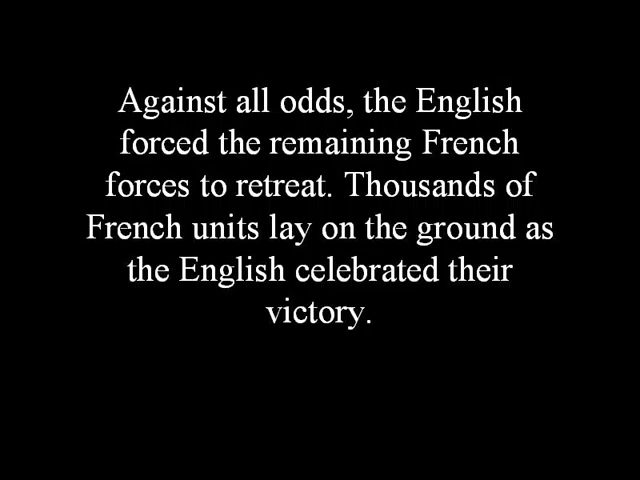 Against all odds, the English
forced the remaining French
forces to retreat. Thousands of
French units lay on the ground as
the English celebrated their
victory.